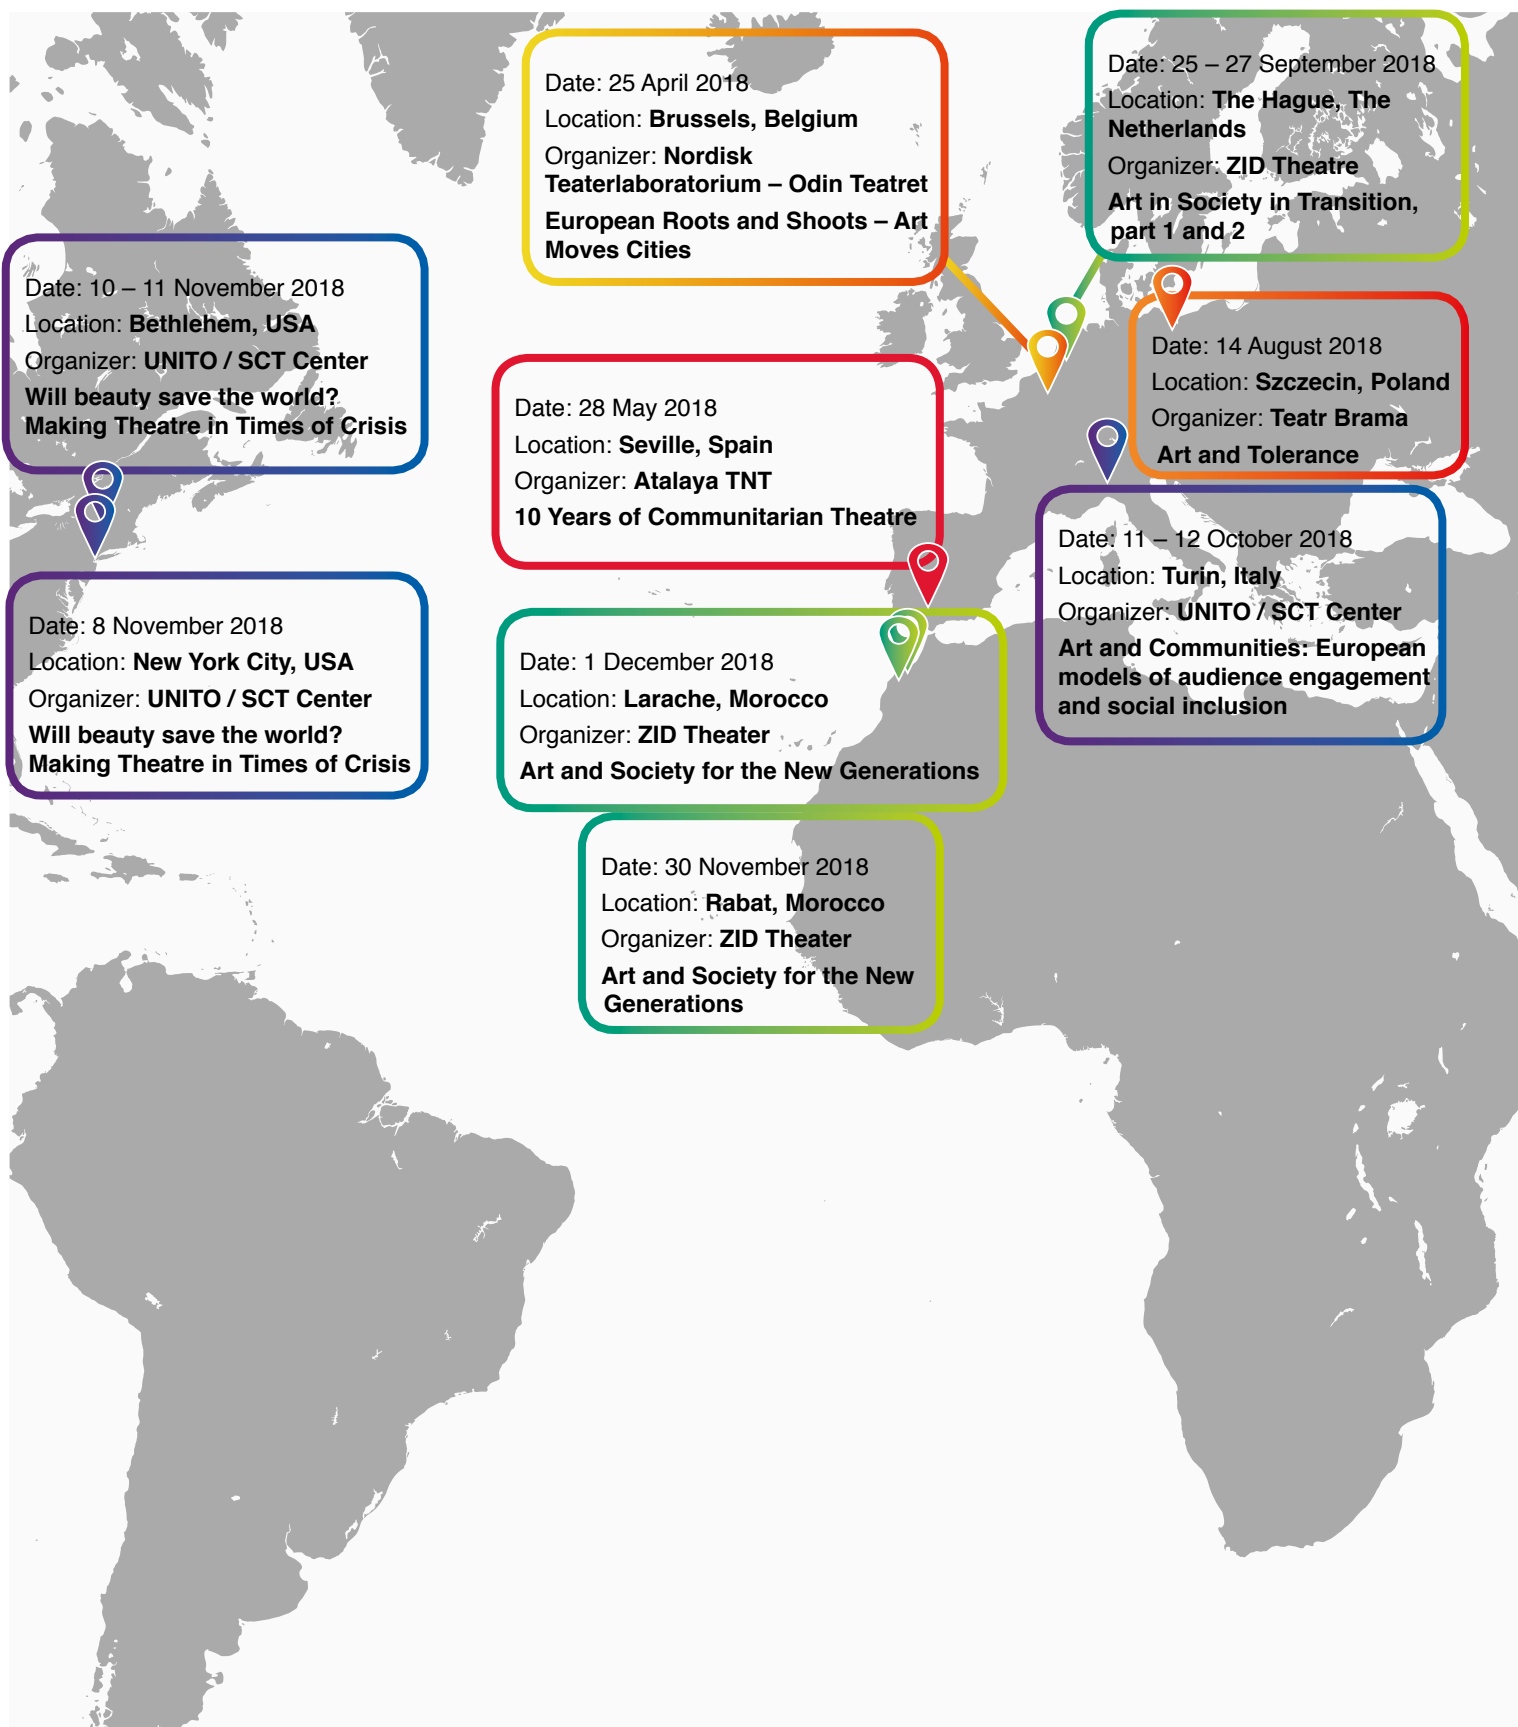 Date: 25 April 2018
Location: Brussels, Belgium
Organizer: Nordisk
Teaterlaboratorium – Odin Teatret
European Roots and Shoots – Art
Moves Cities
Date: 25 – 27 September 2018
Location: The Hague, The
Netherlands
Organizer: ZID Theatre
Art in Society in Transition,
part 1 and 2
Date: 10 – 11 November 2018
Location: Bethlehem, USA
Organizer: UNITO / SCT Center
Will beauty save the world?
Making Theatre in Times of Crisis
Date: 28 May 2018
Location: Seville, Spain
Organizer: Atalaya TNT
10 Years of Communitarian Theatre
Date: 14 August 2018
Location: Szczecin, Poland
Organizer: Teatr Brama
Art and Tolerance
Date: 11 – 12 October 2018
Location: Turin, Italy
Organizer: UNITO / SCT Center
Art and Communities: European
models of audience engagement
and social inclusion
Date: 8 November 2018
Location: New York City, USA
Organizer: UNITO / SCT Center
Will beauty save the world?
Making Theatre in Times of Crisis
Date: 1 December 2018
Location: Larache, Morocco
Organizer: ZID Theater
Art and Society for the New Generations
Date: 30 November 2018
Location: Rabat, Morocco
Organizer: ZID Theater
Art and Society for the New
Generations